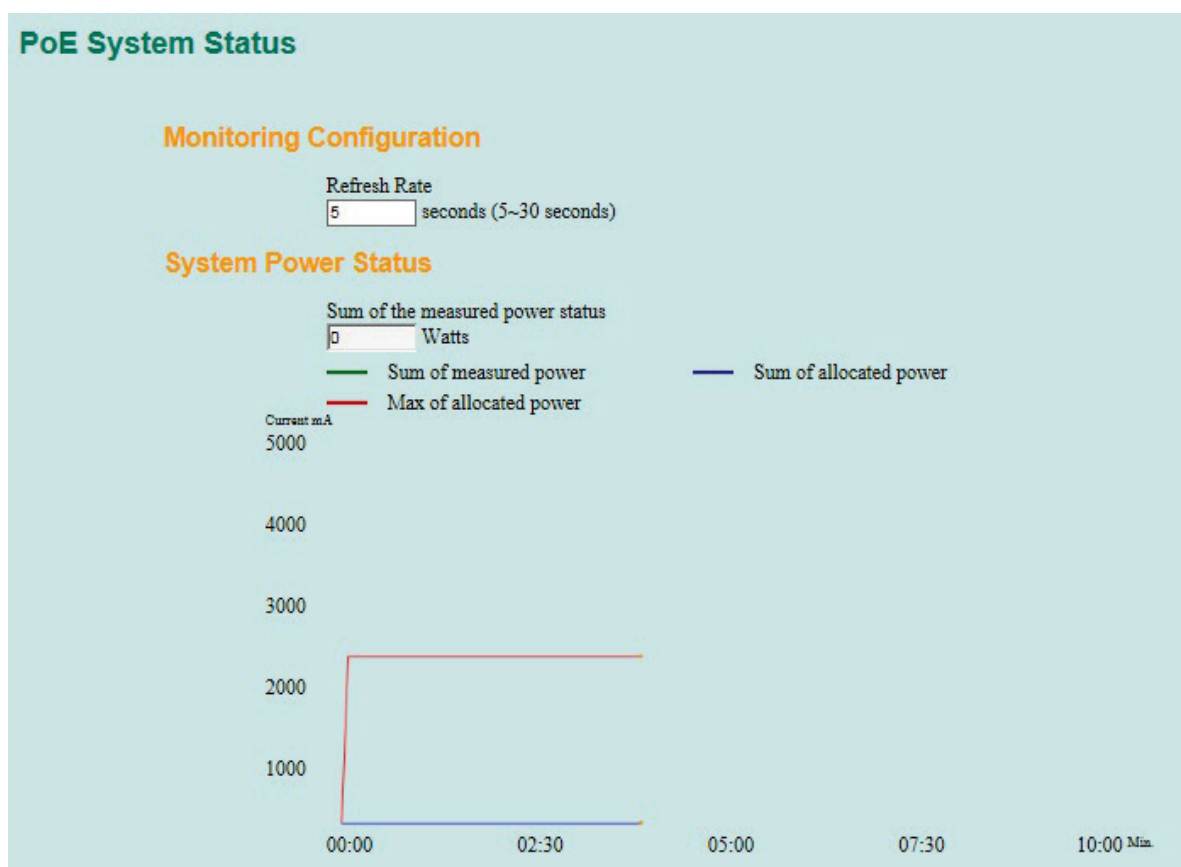 PoE System Status
Monitoring Configuration
Refresh Rate
5 seconds (5~30 seconds)
System Power Status
Sum of the measured power status
0 Watts
Sum of measured power Sum of allocated power
Max of allocated power
Current mA
5000
4000
3000
2000
1000
00:00 02:30 05:00 07:30 10:00 Min.